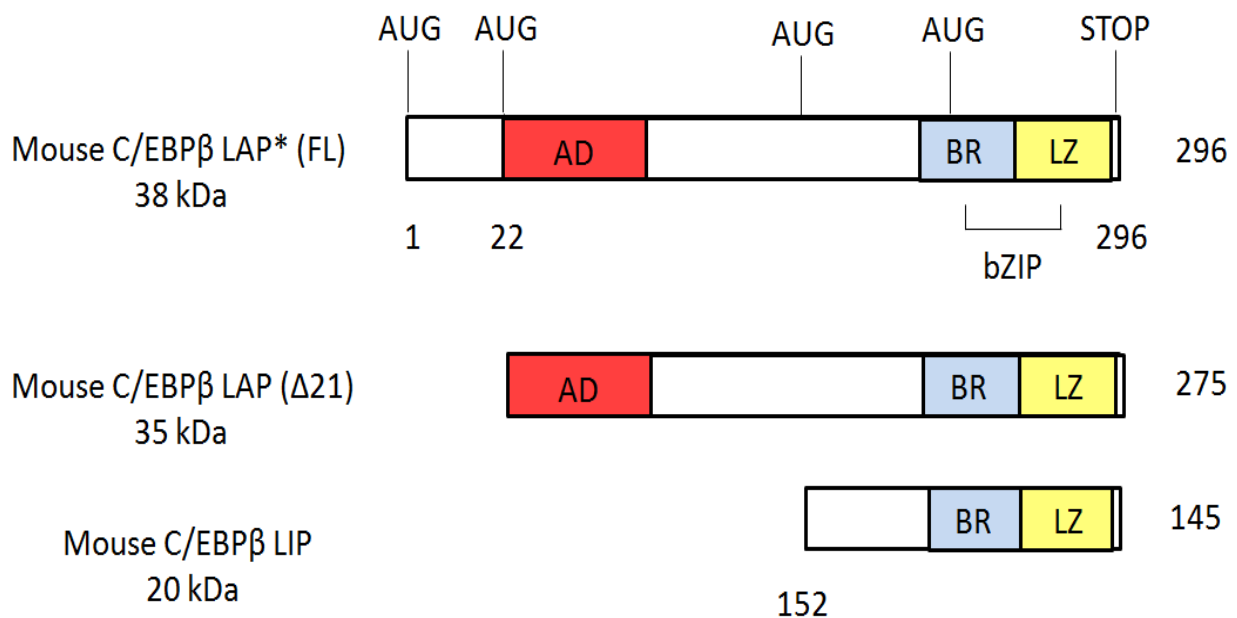 AUG AUG AUG AUG STOP
Mouse C/EBPβ LAP* (FL)
38 kDa
AD BR LZ 296
1 22 296
bZIP
Mouse C/EBPβ LAP (Δ21)
35 kDa
AD BR LZ 275
Mouse C/EBPβ LIP
20 kDa
BR LZ 145
152